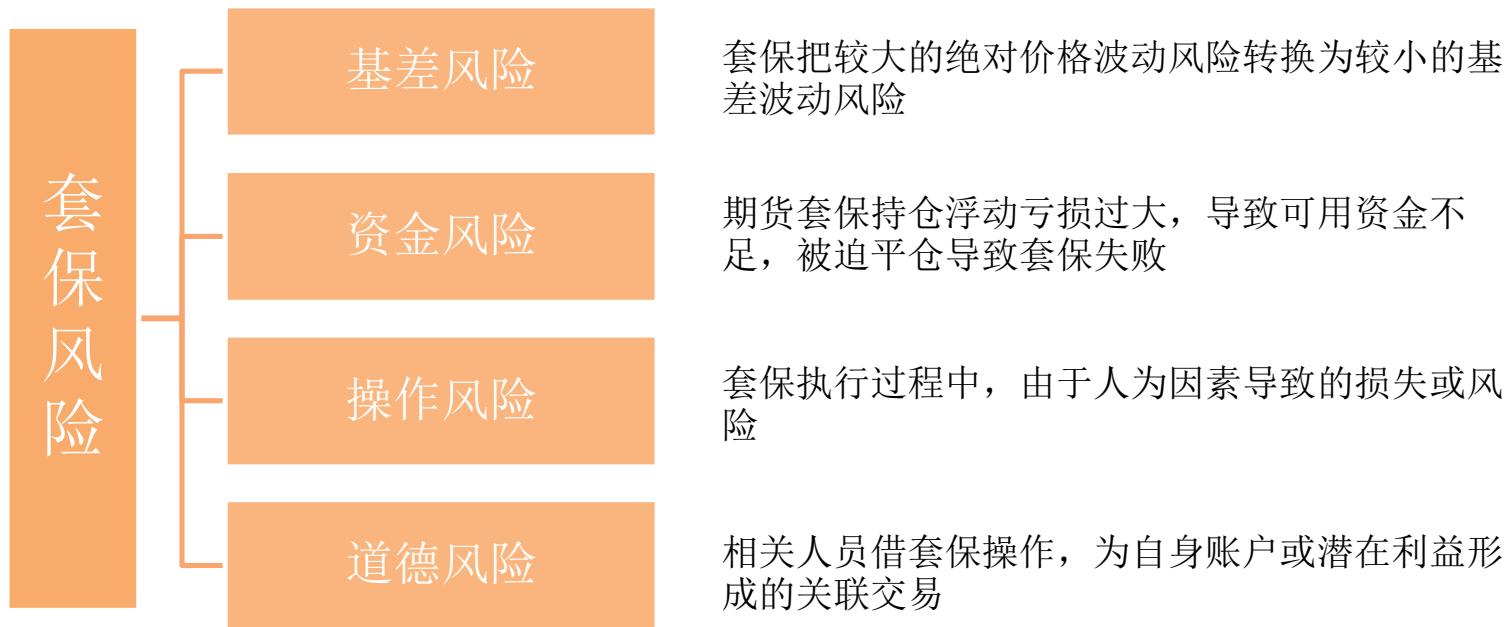 套保风险
基差风险
套保把较大的绝对价格波动风险转换为较小的基
差波动风险
资金风险
期货套保持仓浮动亏损过大，导致可用资金不
足，被迫平仓导致套保失败
操作风险
套保执行过程中，由于人为因素导致的损失或风
险
道德风险
相关人员借套保操作，为自身账户或潜在利益形
成的关联交易